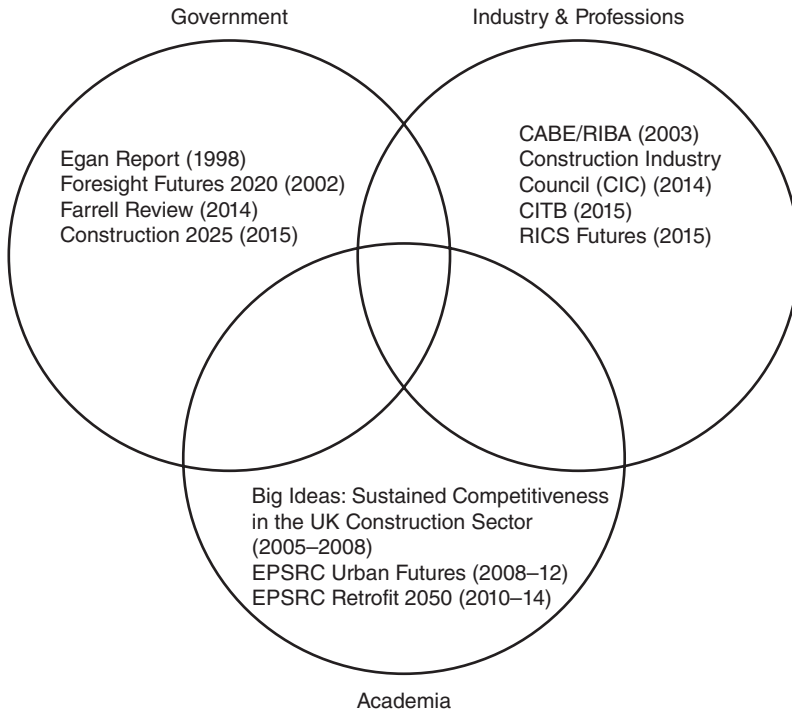 Government
Industry & Professions
Egan Report (1998)
Foresight Futures 2020 (2002)
Farrell Review (2014)
Construction 2025 (2015)
CABE/RIBA (2003)
Construction Industry
Council (CIC) (2014)
CITB (2015)
RICS Futures (2015)
Big Ideas: Sustained Competitiveness
in the UK Construction Sector
(2005–2008)
EPSRC Urban Futures (2008–12)
EPSRC Retrofit 2050 (2010–14)
Academia